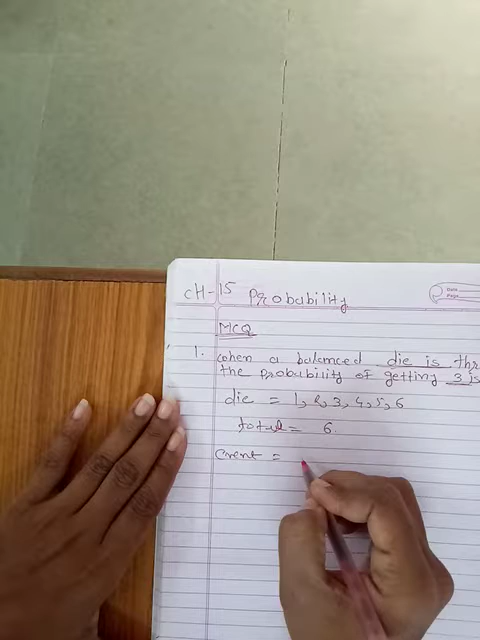 CH-15 Probability
Date
Page
MCQ
1. when a balanced die is thr
the probability of getting 3 is
die = 1, 2, 3, 4, 5, 6
total = 6.
Event =